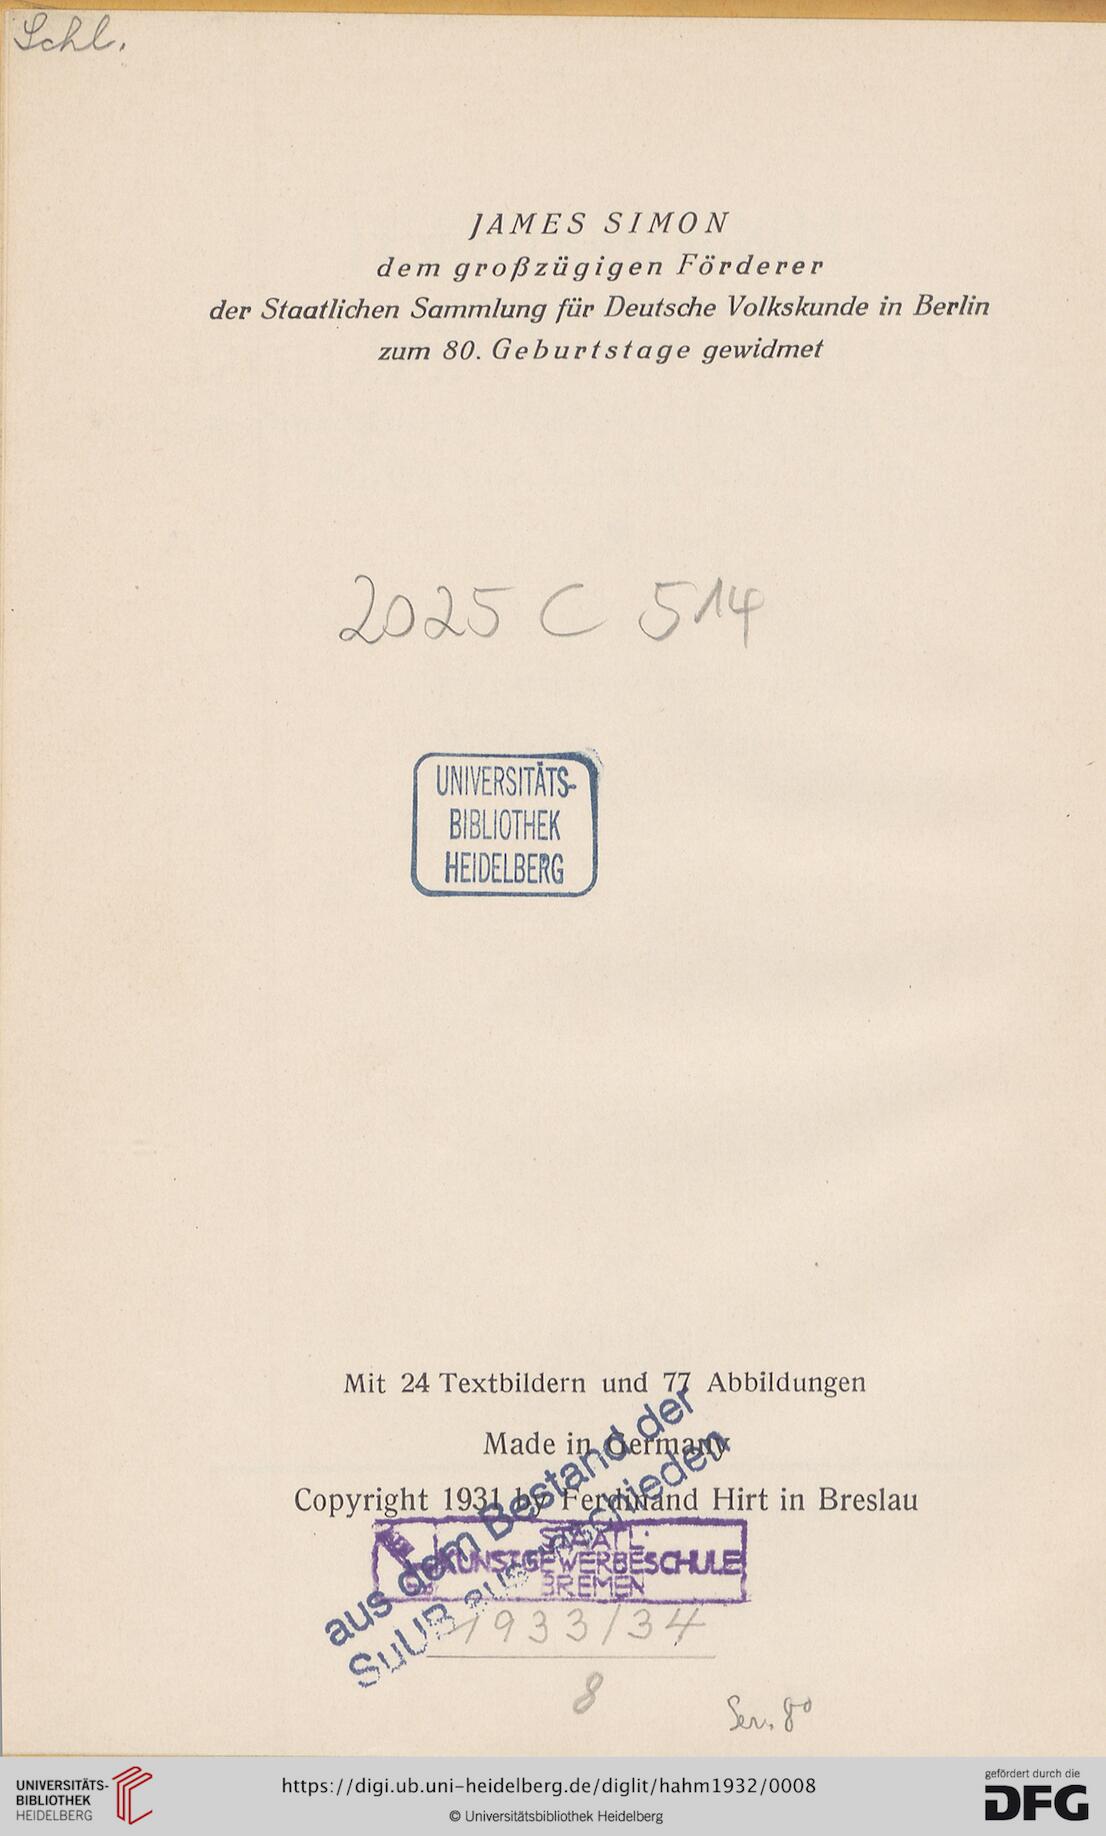 Schl.
JAMES SIMON
dem großzügigen Förderer
der Staatlichen Sammlung für Deutsche Volkskunde in Berlin
zum 80. Geburtstage gewidmet
2025 C 514
UNIVERSITÄTS-
BIBLIOTHEK
HEIDELBERG
Mit 24 Textbildern und 77 Abbildungen
Made in Germany
Copyright 1931 by Ferdinand Hirt in Breslau
aus dem Bestand der
SuUB ausgeschieden
STAATL.
KUNSTGEWERBESCHULE
BREMEN
1933/34
8
Ser. 8⁰
UNIVERSITÄTS-
BIBLIOTHEK
HEIDELBERG
https://digi.ub.uni-heidelberg.de/diglit/hahm1932/0008
© Universitätsbibliothek Heidelberg
gefördert durch die
DFG